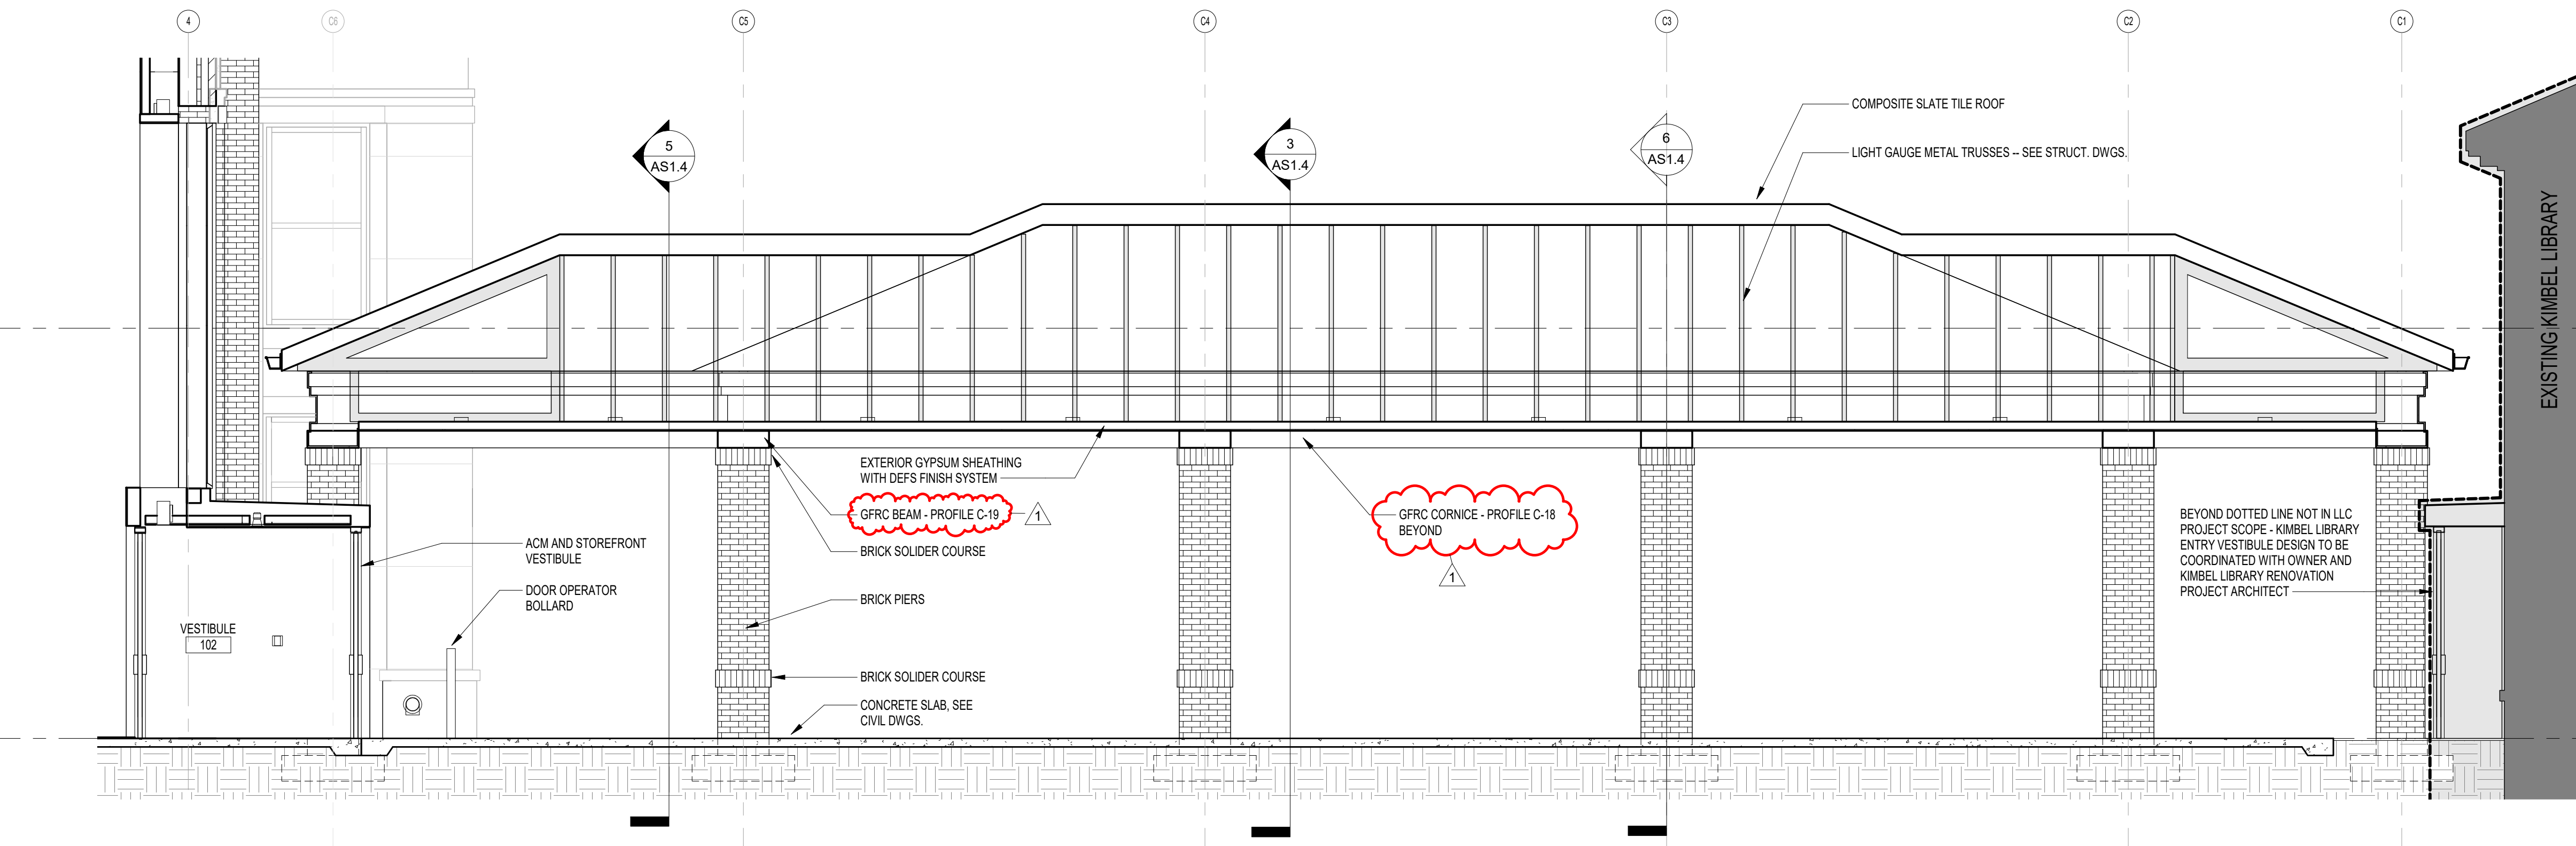 4
C6
C5
C4
C3
C2
C1
5
AS1.4
3
AS1.4
6
AS1.4
COMPOSITE SLATE TILE ROOF
LIGHT GAUGE METAL TRUSSES -- SEE STRUCT. DWGS.
EXISTING KIMBEL LIBRARY
EXTERIOR GYPSUM SHEATHING
WITH DEFS FINISH SYSTEM
GFRC BEAM - PROFILE C-19
1
BRICK SOLIDER COURSE
GFRC CORNICE - PROFILE C-18
BEYOND
1
BEYOND DOTTED LINE NOT IN LLC
PROJECT SCOPE - KIMBEL LIBRARY
ENTRY VESTIBULE DESIGN TO BE
COORDINATED WITH OWNER AND
KIMBEL LIBRARY RENOVATION
PROJECT ARCHITECT
ACM AND STOREFRONT
VESTIBULE
DOOR OPERATOR
BOLLARD
BRICK PIERS
VESTIBULE
102
BRICK SOLIDER COURSE
CONCRETE SLAB, SEE
CIVIL DWGS.